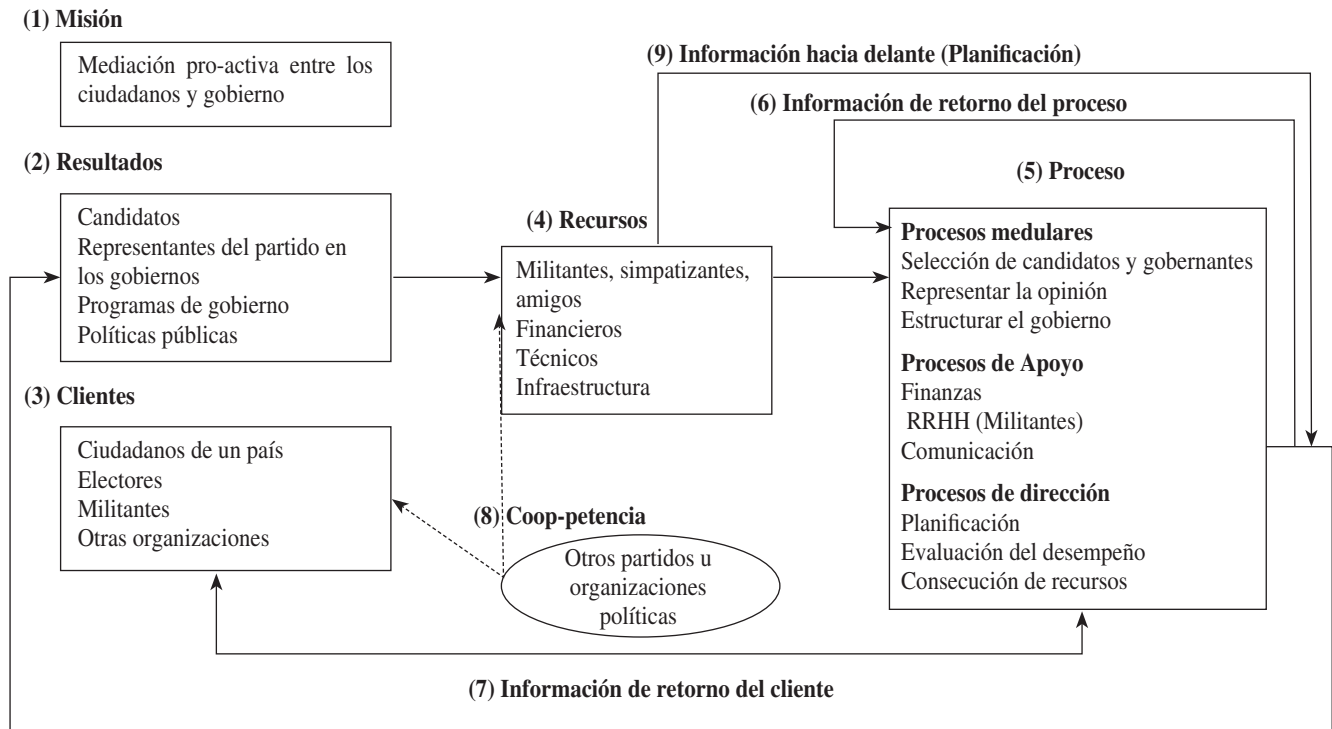 (1) Misión
Mediación pro-activa entre los
ciudadanos y gobierno
(9) Información hacia delante (Planificación)
(6) Información de retorno del proceso
(2) Resultados
Candidatos
Representantes del partido en
los gobiernos
Programas de gobierno
Políticas públicas
(4) Recursos
Militantes, simpatizantes,
amigos
Financieros
Técnicos
Infraestructura
(5) Proceso
Procesos medulares
Selección de candidatos y gobernantes
Representar la opinión
Estructurar el gobierno
Procesos de Apoyo
Finanzas
RRHH (Militantes)
Comunicación
Procesos de dirección
Planificación
Evaluación del desempeño
Consecución de recursos
(3) Clientes
Ciudadanos de un país
Electores
Militantes
Otras organizaciones
(8) Coop-petencia
Otros partidos u
organizaciones
políticas
(7) Información de retorno del cliente